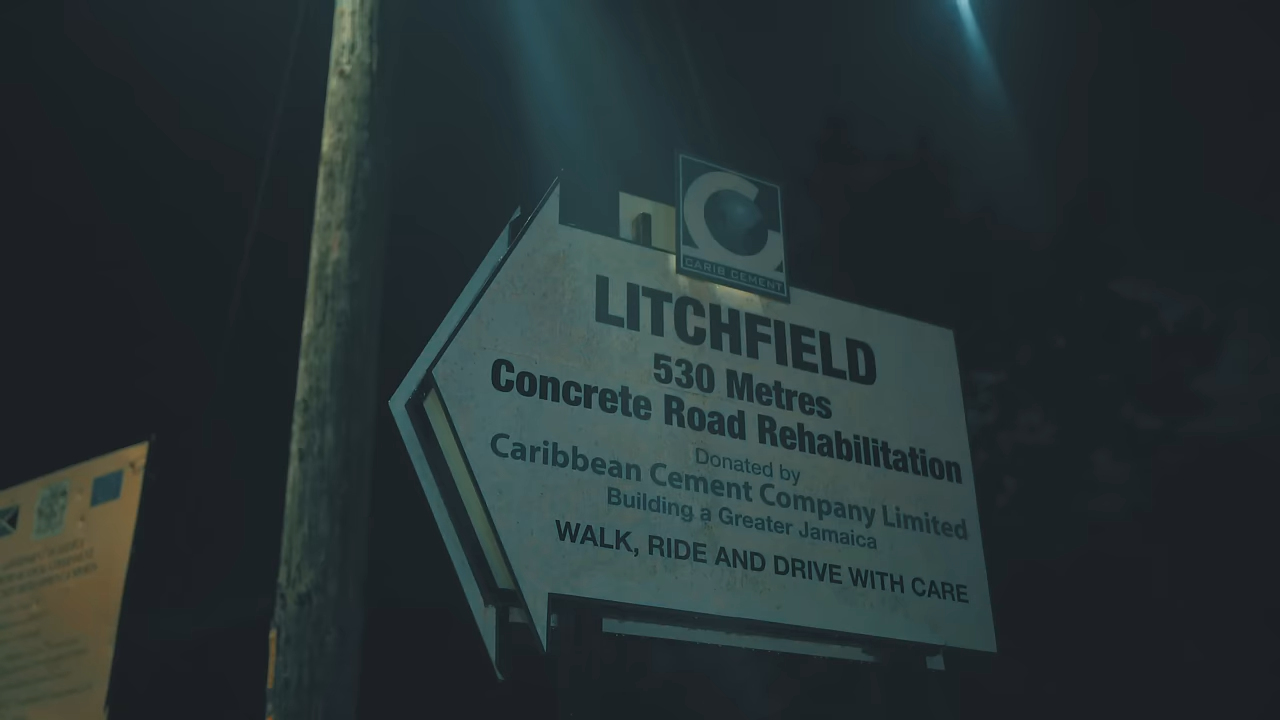 CARIB CEMENT
LITCHFIELD
530 Metres
Concrete Road Rehabilitation
Donated by
Caribbean Cement Company Limited
Building a Greater Jamaica
WALK, RIDE AND DRIVE WITH CARE